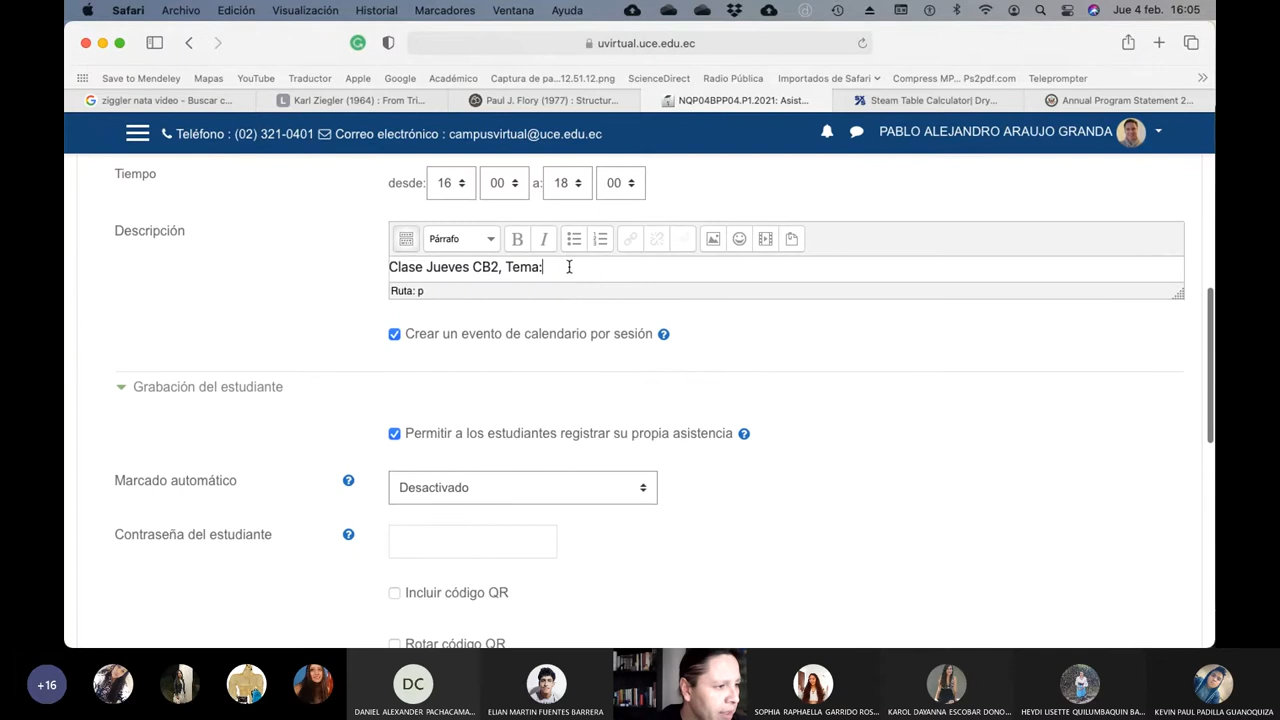 Safari Archivo Edición Visualización Historial Marcadores Ventana Ayuda Jue 4 feb. 16:05
uvirtual.uce.edu.ec
Save to Mendeley Mapas YouTube Traductor Apple Google Académico Captura de pa...12.51.12.png ScienceDirect Radio Pública Importados de Safari Compress MP... Ps2pdf.com Teleprompter
ziggler nata video - Buscar c... Karl Ziegler (1964) : From Tri... Paul J. Flory (1977) : Structur... NQP04BPP04.P1.2021: Asist... Steam Table Calculator| Dry... Annual Program Statement 2...
Teléfono : (02) 321-0401 Correo electrónico : campusvirtual@uce.edu.ec PABLO ALEJANDRO ARAUJO GRANDA
Tiempo desde: 16 00 a: 18 00
Descripción
Párrafo B I
Clase Jueves CB2, Tema:
Ruta: p
Crear un evento de calendario por sesión
Grabación del estudiante
Permitir a los estudiantes registrar su propia asistencia
Marcado automático Desactivado
Contraseña del estudiante
Incluir código QR
Rotar código QR
+16 DC
DANIEL ALEXANDER PACHACAMA... ELIAN MARTIN FUENTES BARRERA SOPHIA RAPHAELLA GARRIDO ROS... KAROL DAYANNA ESCOBAR DONO... HEYDI LISETTE QUILUMBAQUIN BA... KEVIN PAUL PADILLA GUANOQUIZA